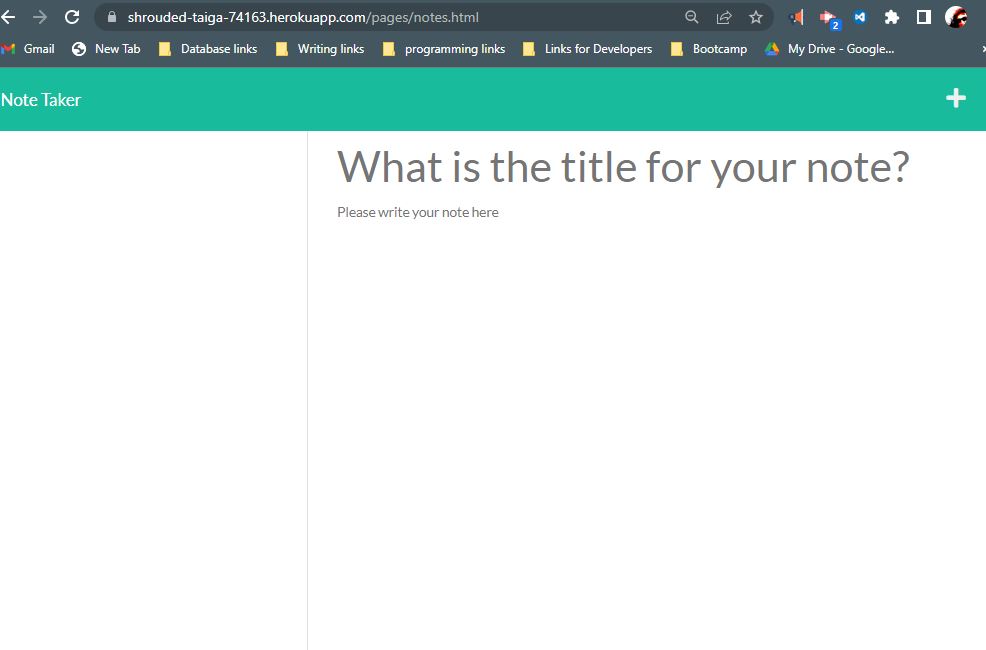 shrouded-taiga-74163.herokuapp.com/pages/notes.html
2
Gmail New Tab Database links Writing links programming links Links for Developers Bootcamp My Drive - Google...
Note Taker
What is the title for your note?
Please write your note here